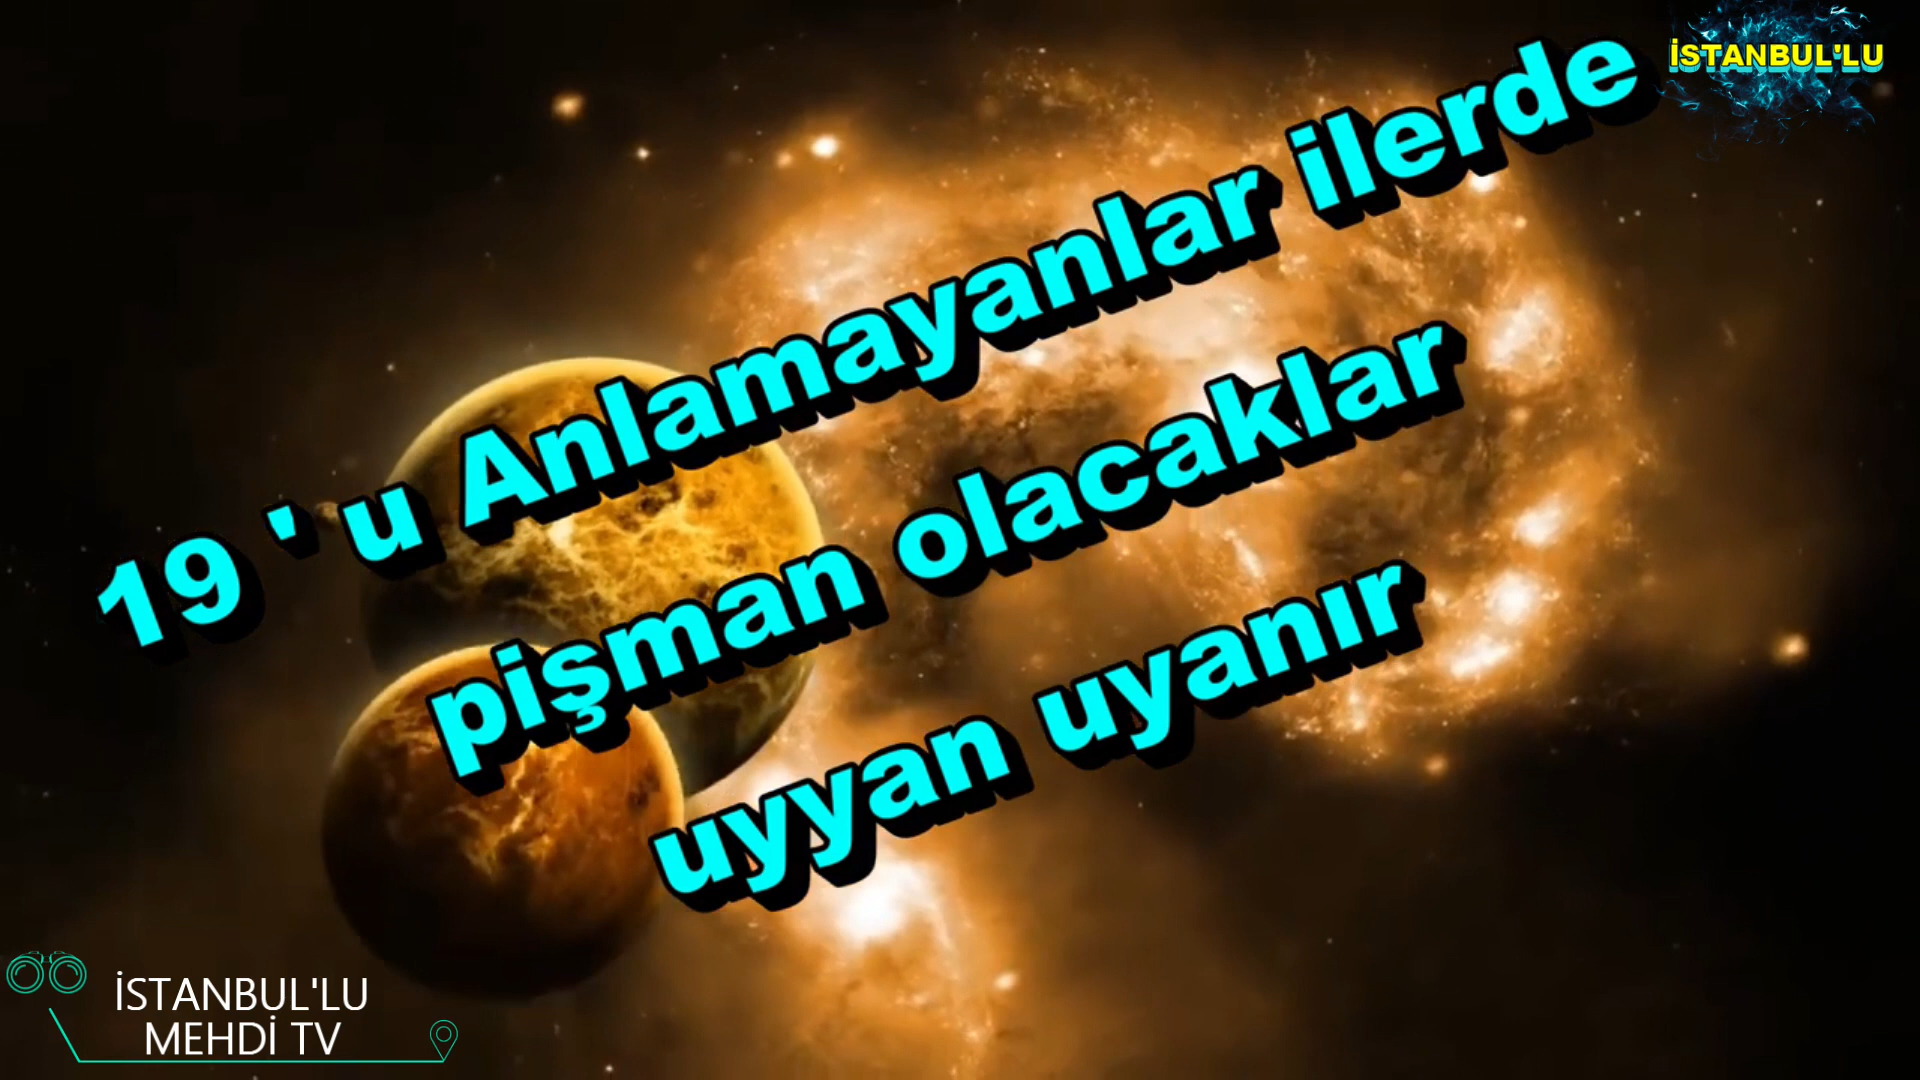 İSTANBUL'LU
19 ' u Anlamayanlar ilerde
pişman olacaklar
uyyan uyanır
İSTANBUL'LU
MEHDİ TV